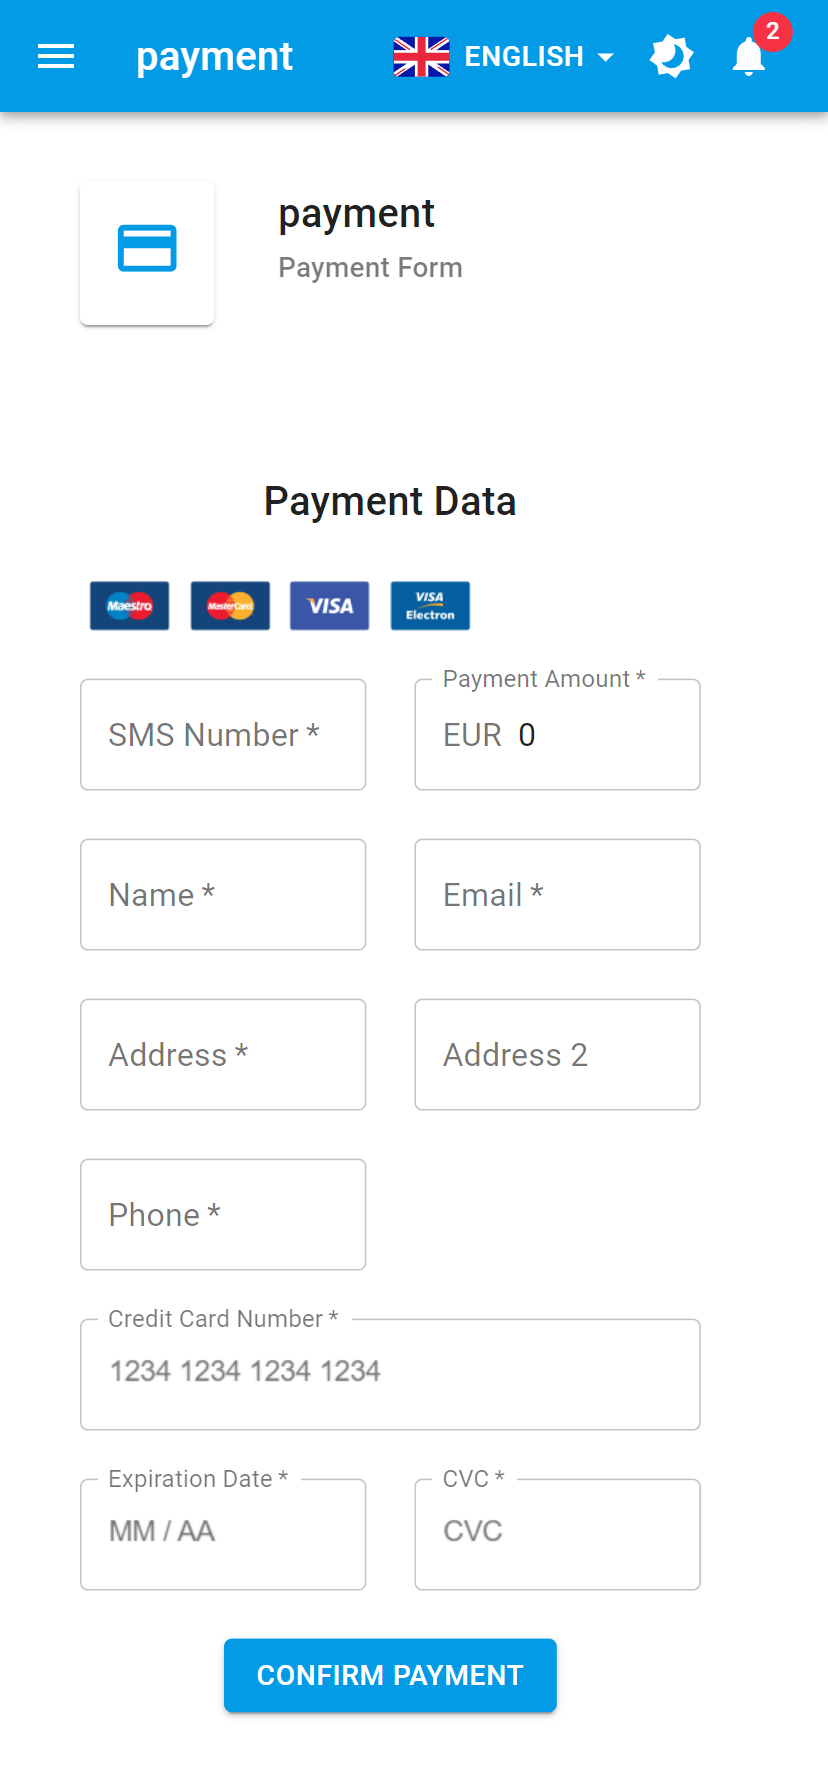 payment
ENGLISH
2
payment
Payment Form
Payment Data
Maestro MasterCard VISA VISA Electron
SMS Number *
Payment Amount *
EUR 0
Name *
Email *
Address *
Address 2
Phone *
Credit Card Number *
1234 1234 1234 1234
Expiration Date *
CVC *
MM / AA
CVC
CONFIRM PAYMENT